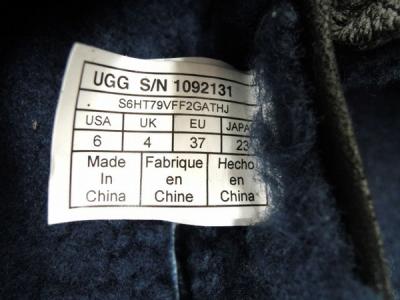 UGG S/N 1092131
S6HT79VFF2GATHJ
USA UK EU JAPA
6 4 37 23
Made Fabrique Hecho
In en en
China Chine China